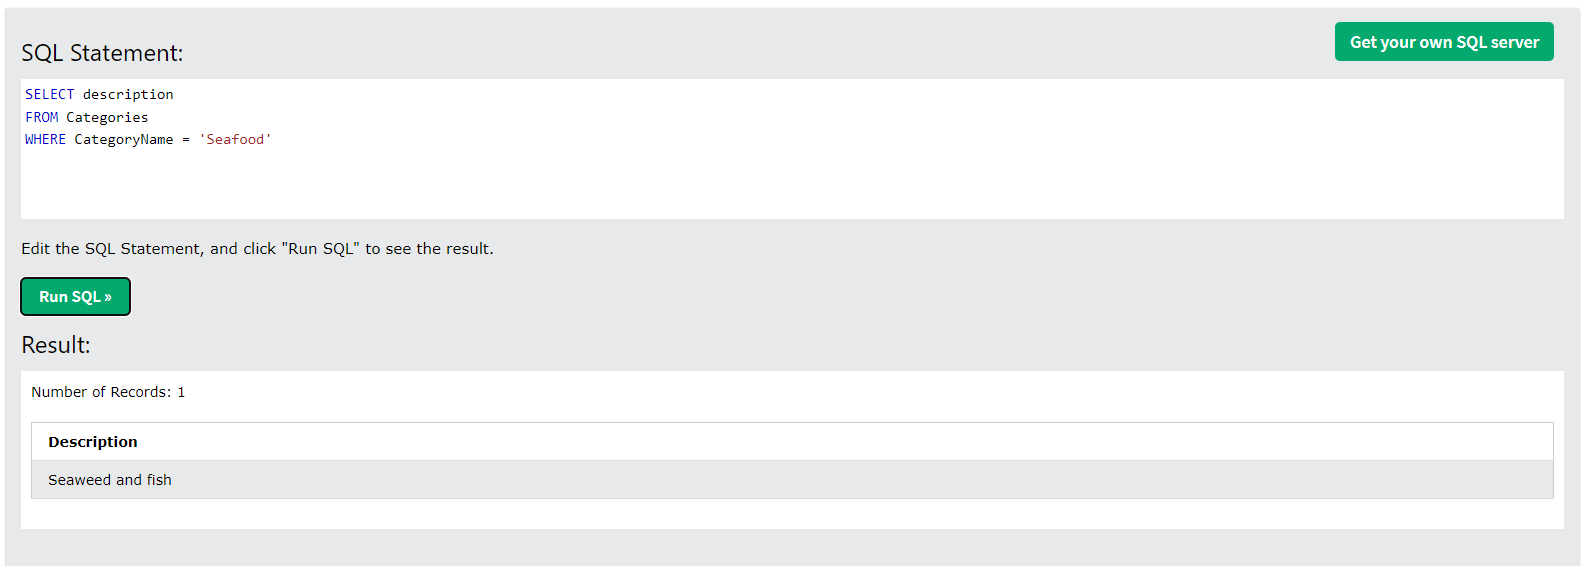 SQL Statement:
Get your own SQL server
SELECT description
FROM Categories
WHERE CategoryName = 'Seafood'
Edit the SQL Statement, and click "Run SQL" to see the result.
Run SQL »
Result:
Number of Records: 1
Description
Seaweed and fish